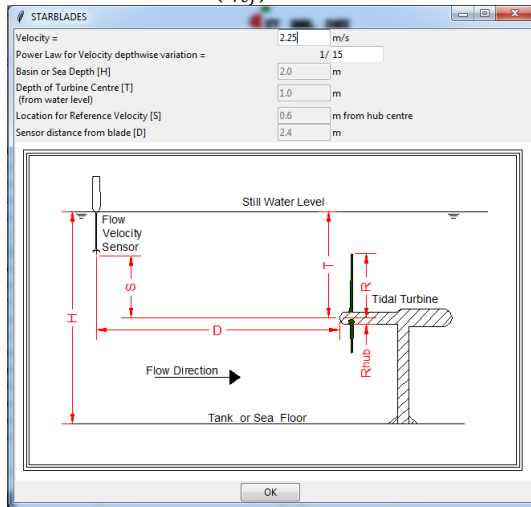 STARBLADES
Velocity = 2.25 m/s
Power Law for Velocity depthwise variation = 1/ 15
Basin or Sea Depth [H] 2.0 m
Depth of Turbine Centre [T] 1.0 m
(from water level)
Location for Reference Velocity [S] 0.6 m from hub centre
Sensor distance from blade [D] 2.4 m
Still Water Level
Flow
Velocity
Sensor
T
R
S
Tidal Turbine
H
D
Rhub
Flow Direction
Tank or Sea Floor
OK